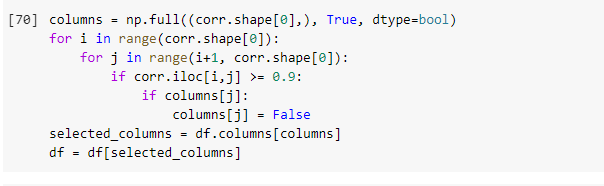 [70] columns = np.full((corr.shape[0],), True, dtype=bool)
for i in range(corr.shape[0]):
    for j in range(i+1, corr.shape[0]):
        if corr.iloc[i,j] >= 0.9:
            if columns[j]:
                columns[j] = False
selected_columns = df.columns[columns]
df = df[selected_columns]